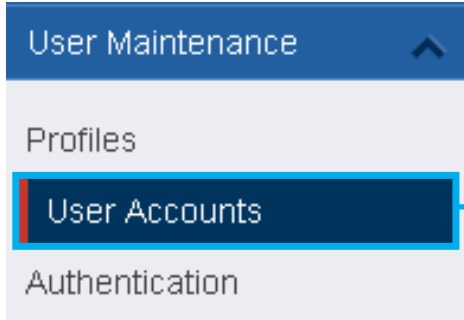 User Maintenance
Profiles
User Accounts
Authentication